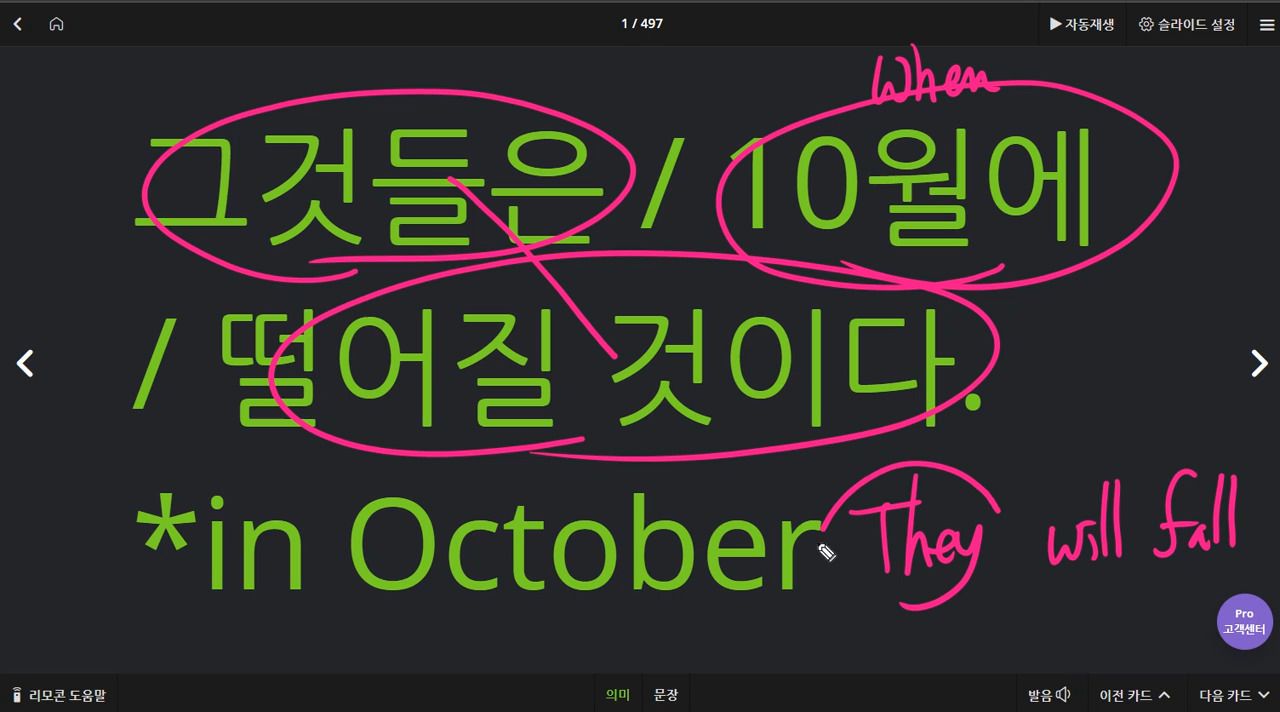 1 / 497
자동재생
슬라이드 설정
When
그것들은 / 10월에
/ 떨어질 것이다.
*in October They will fall
Pro
고객센터
리모콘 도움말
의미
문장
발음
이전 카드
다음 카드